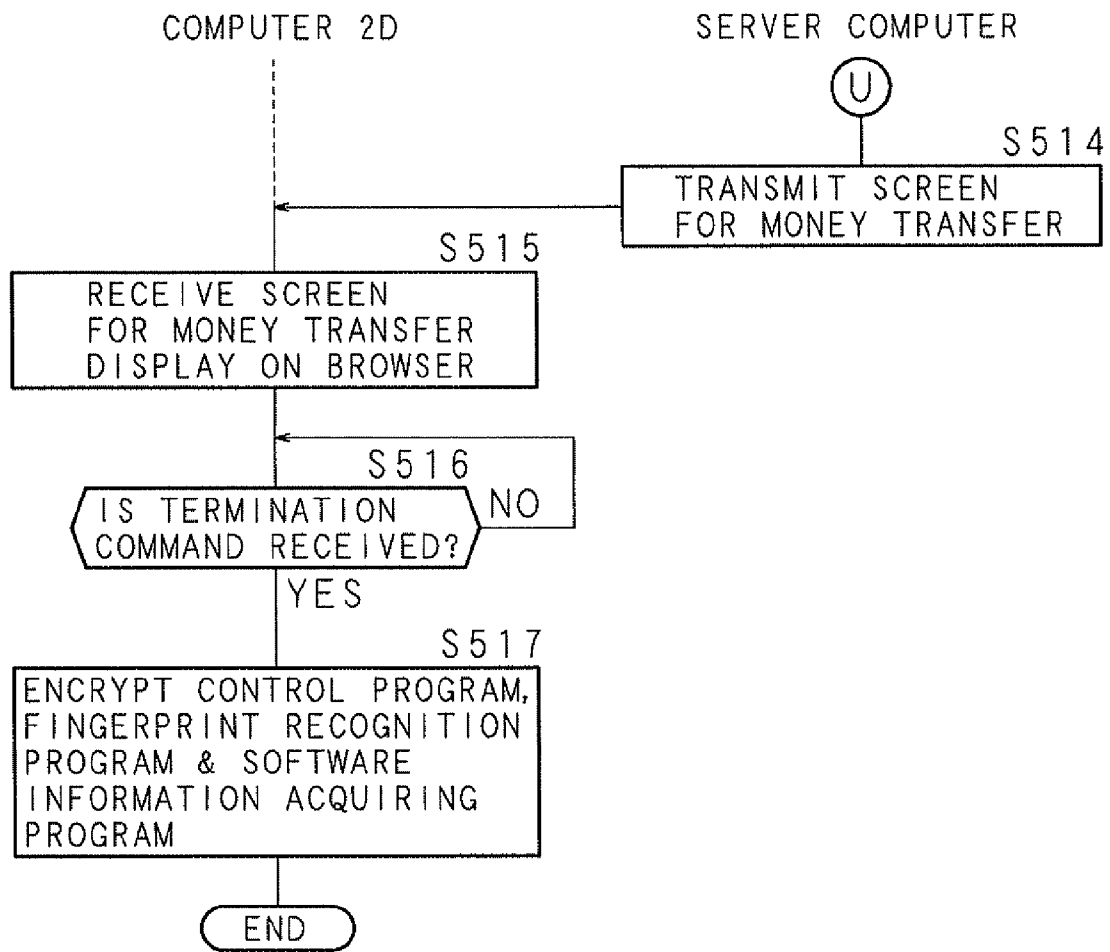 COMPUTER 2D
SERVER COMPUTER
U
S514
TRANSMIT SCREEN
FOR MONEY TRANSFER
S515
RECEIVE SCREEN
FOR MONEY TRANSFER
DISPLAY ON BROWSER
S516
IS TERMINATION
COMMAND RECEIVED?
NO
YES
S517
ENCRYPT CONTROL PROGRAM,
FINGERPRINT RECOGNITION
PROGRAM & SOFTWARE
INFORMATION ACQUIRING
PROGRAM
END